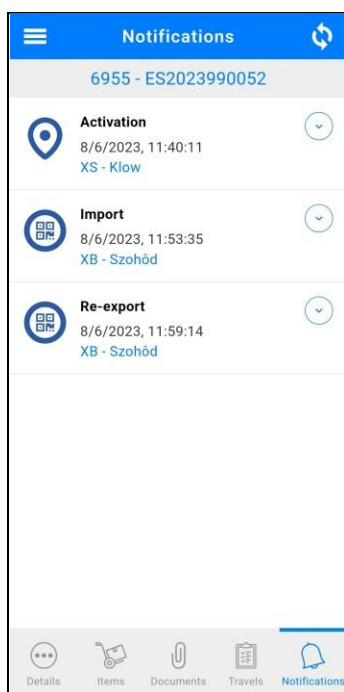 Notifications
6955 - ES2023990052
Activation
8/6/2023, 11:40:11
XS - Klow
Import
8/6/2023, 11:53:35
XB - Szohôd
Re-export
8/6/2023, 11:59:14
XB - Szohôd
Details Items Documents Travels Notifications